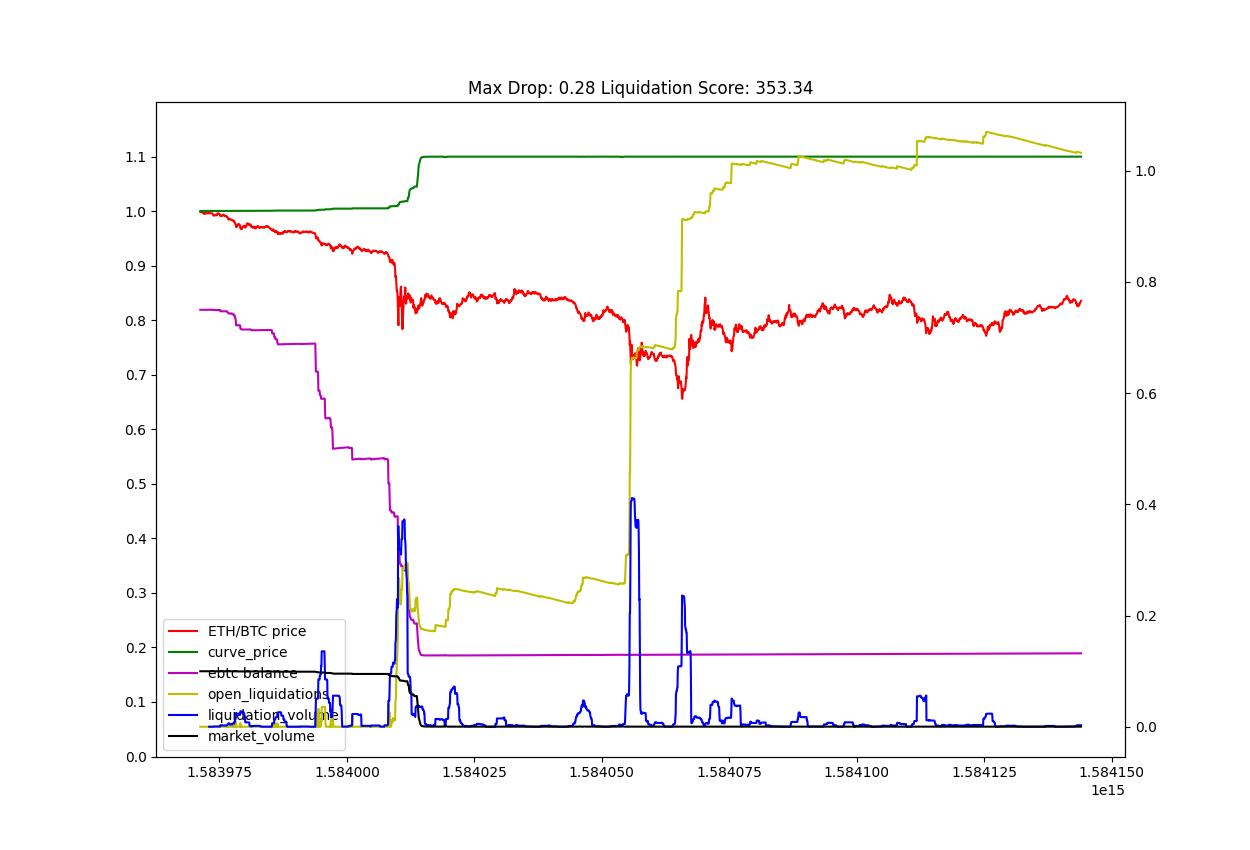 Max Drop: 0.28 Liquidation Score: 353.34
1.1
1.0
0.9
0.8
0.7
0.6
0.5
0.4
0.3
0.2
0.1
0.0
1.0
0.8
0.6
0.4
0.2
0.0
ETH/BTC price
curve_price
ebtc balance
open_liquidations
liquidation_volume
market_volume
1.583975 1.584000 1.584025 1.584050 1.584075 1.584100 1.584125 1.584150
1e15